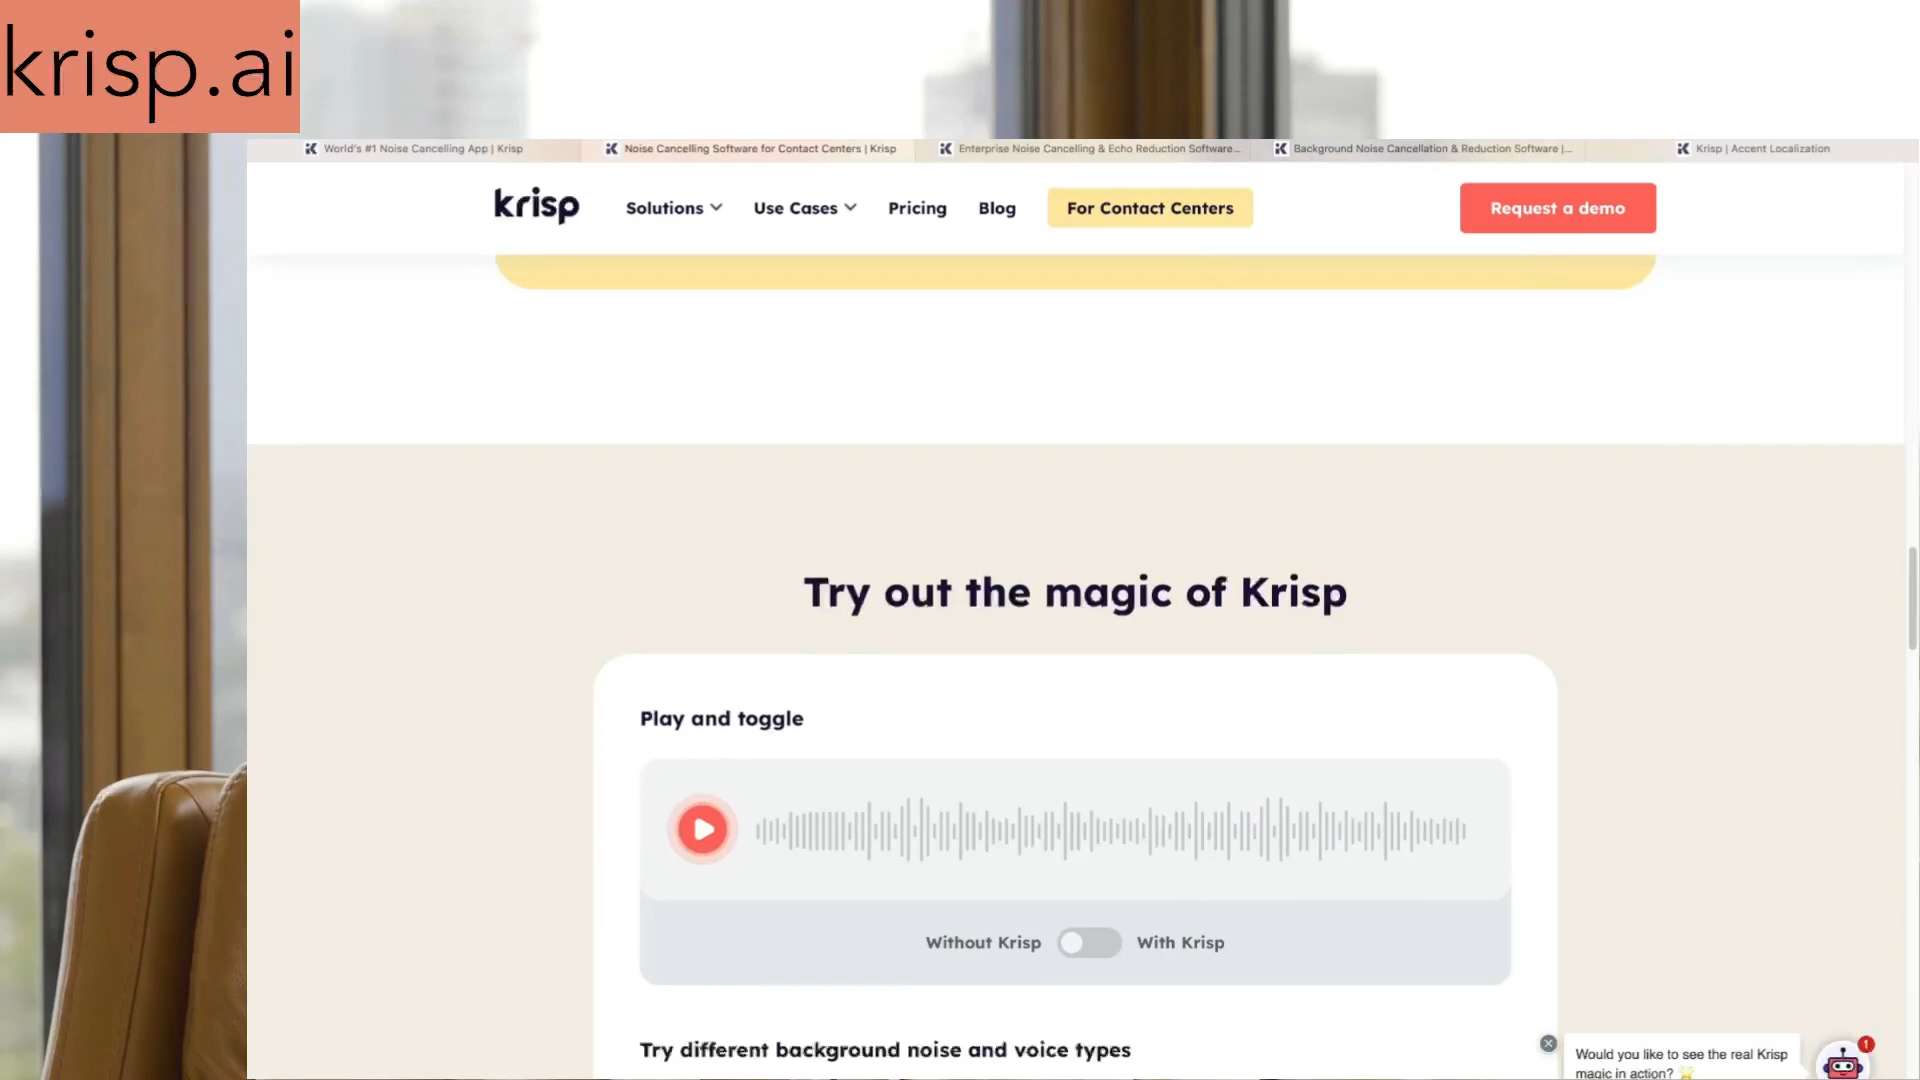 krisp.ai
World's #1 Noise Cancelling App | Krisp
Noise Cancelling Software for Contact Centers | Krisp
Enterprise Noise Cancelling & Echo Reduction Software...
Background Noise Cancellation & Reduction Software |...
Krisp | Accent Localization
krisp
Solutions
Use Cases
Pricing
Blog
For Contact Centers
Request a demo
Try out the magic of Krisp
Play and toggle
Without Krisp
With Krisp
Try different background noise and voice types
Would you like to see the real Krisp
magic in action?
1